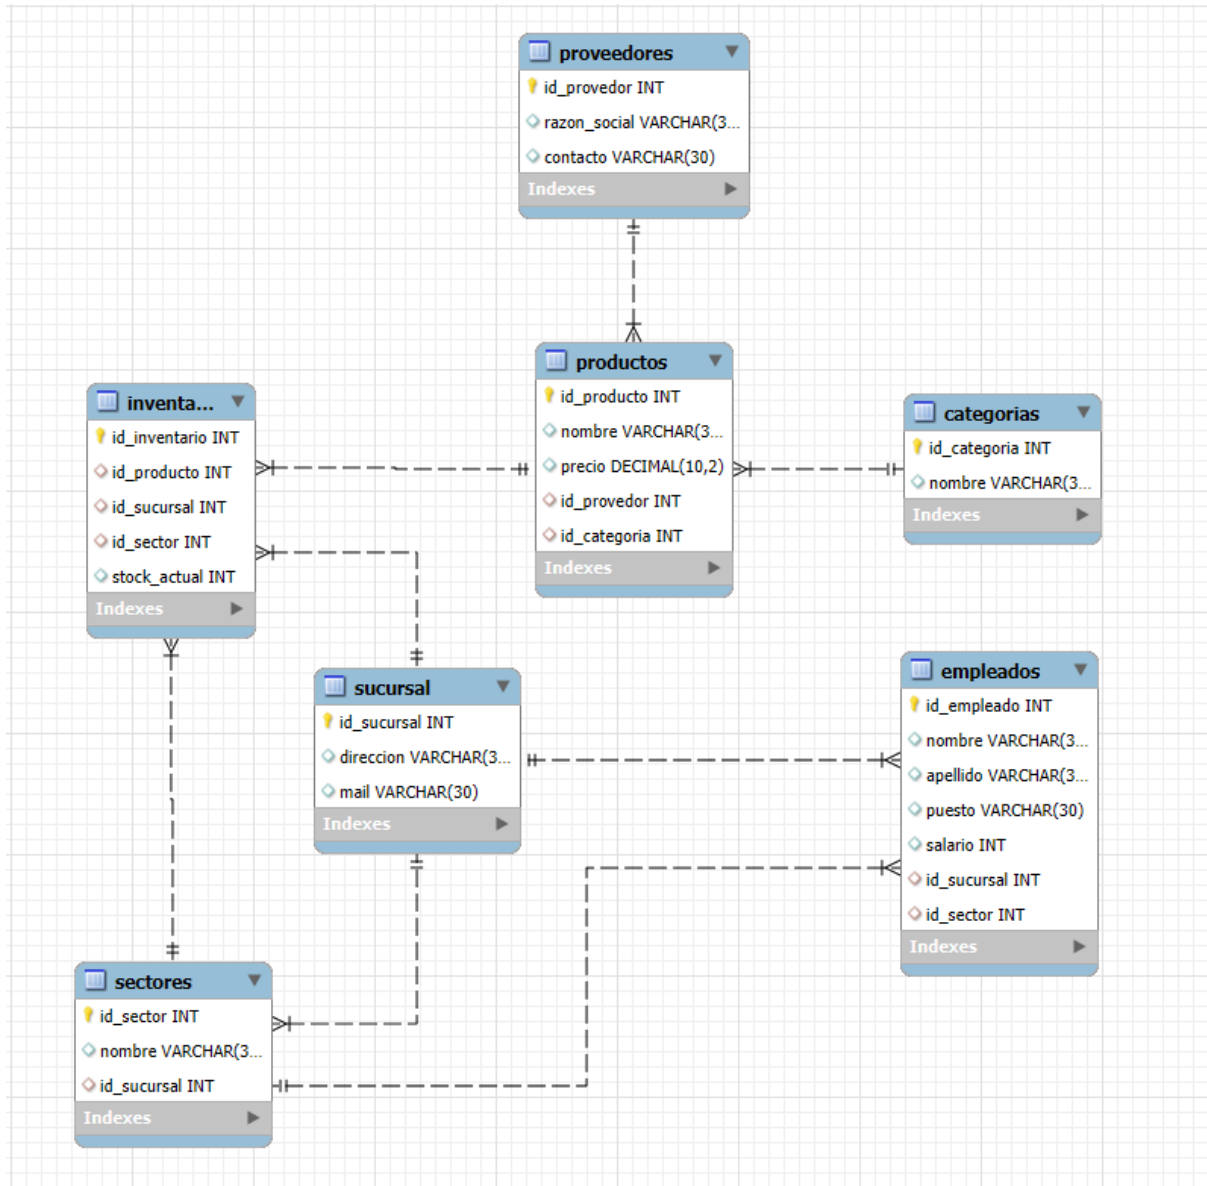 proveedores
id_provedor INT
razon_social VARCHAR(3...
contacto VARCHAR(30)
Indexes
productos
id_producto INT
nombre VARCHAR(3...
precio DECIMAL(10,2)
id_provedor INT
id_categoria INT
Indexes
inventa...
id_inventario INT
id_producto INT
id_sucursal INT
id_sector INT
stock_actual INT
Indexes
categorias
id_categoria INT
nombre VARCHAR(3...
Indexes
sucursal
id_sucursal INT
direccion VARCHAR(3...
mail VARCHAR(30)
Indexes
empleados
id_empleado INT
nombre VARCHAR(3...
apellido VARCHAR(3...
puesto VARCHAR(30)
salario INT
id_sucursal INT
id_sector INT
Indexes
sectores
id_sector INT
nombre VARCHAR(3...
id_sucursal INT
Indexes